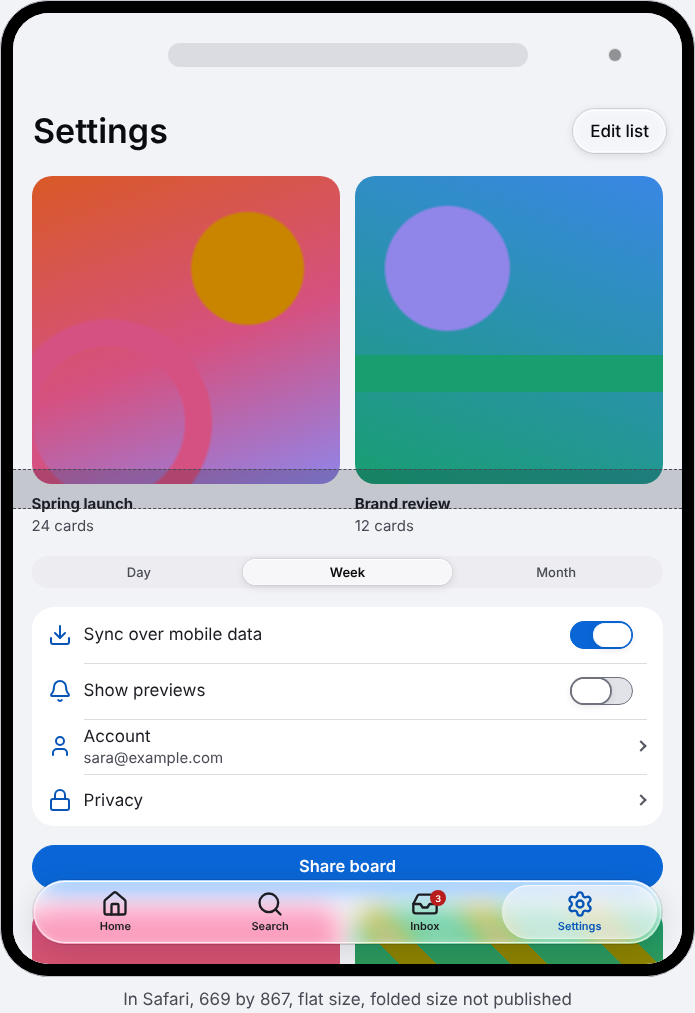 Settings
Edit list
Spring launch
24 cards
Brand review
12 cards
Day
Week
Month
Sync over mobile data
Show previews
Account
sara@example.com
Privacy
Share board
Home
Search
3
Inbox
Settings
In Safari, 669 by 867, flat size, folded size not published